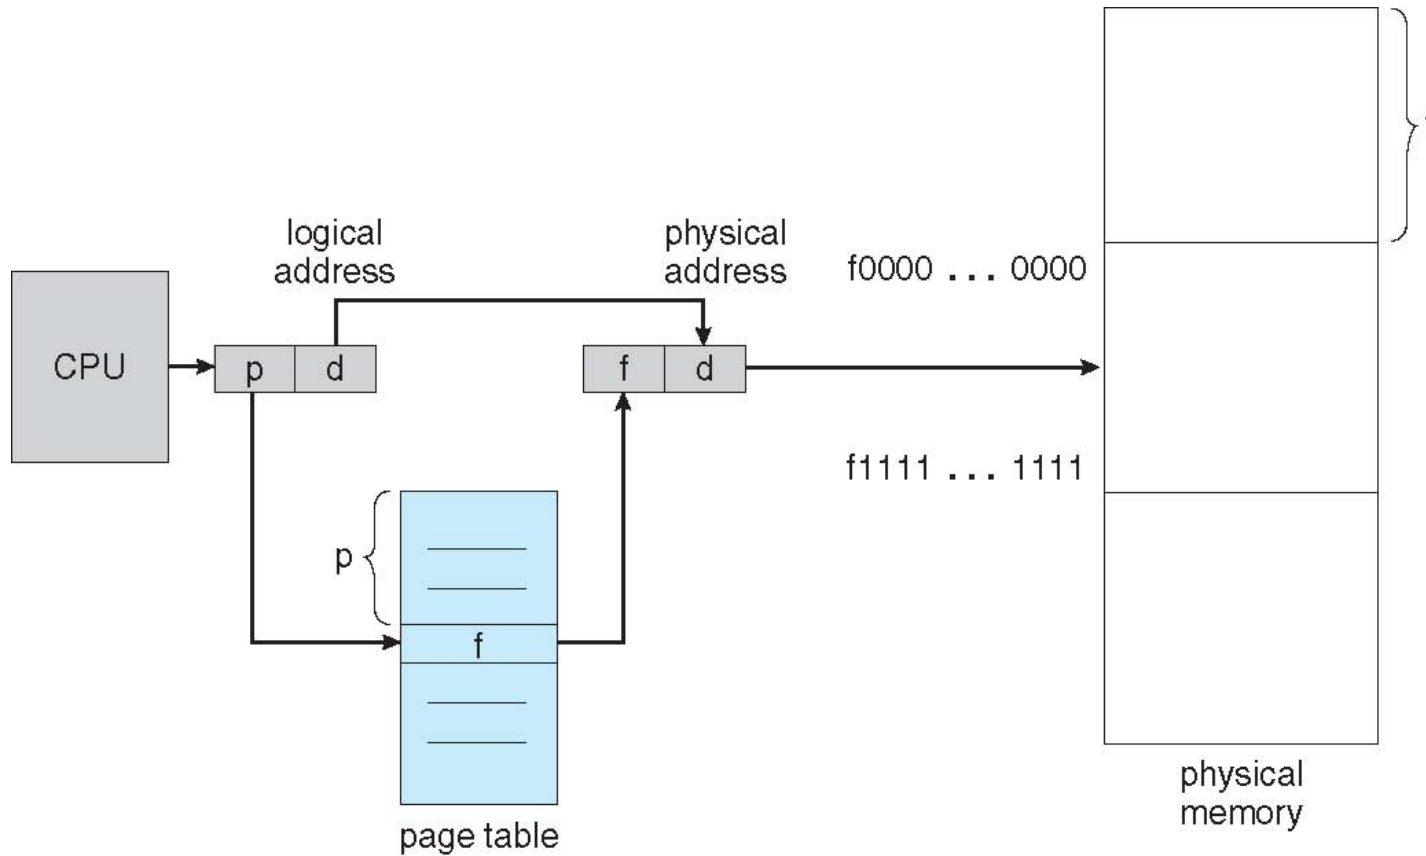 logical
address
physical
address
f0000 ... 0000
CPU
p
d
f
d
f1111 ... 1111
p
f
physical
memory
page table